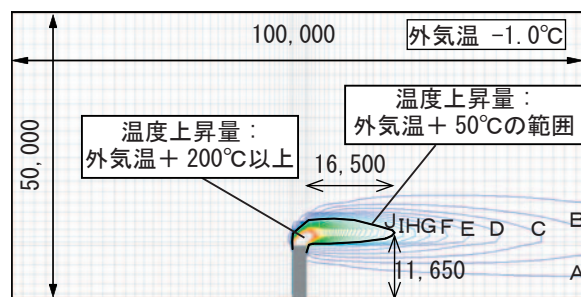 100,000
外気温 -1.0℃
50,000
温度上昇量：
外気温＋ 50℃の範囲
温度上昇量：
外気温＋ 200℃以上
16,500
J I H G F E D C B
A
11,650